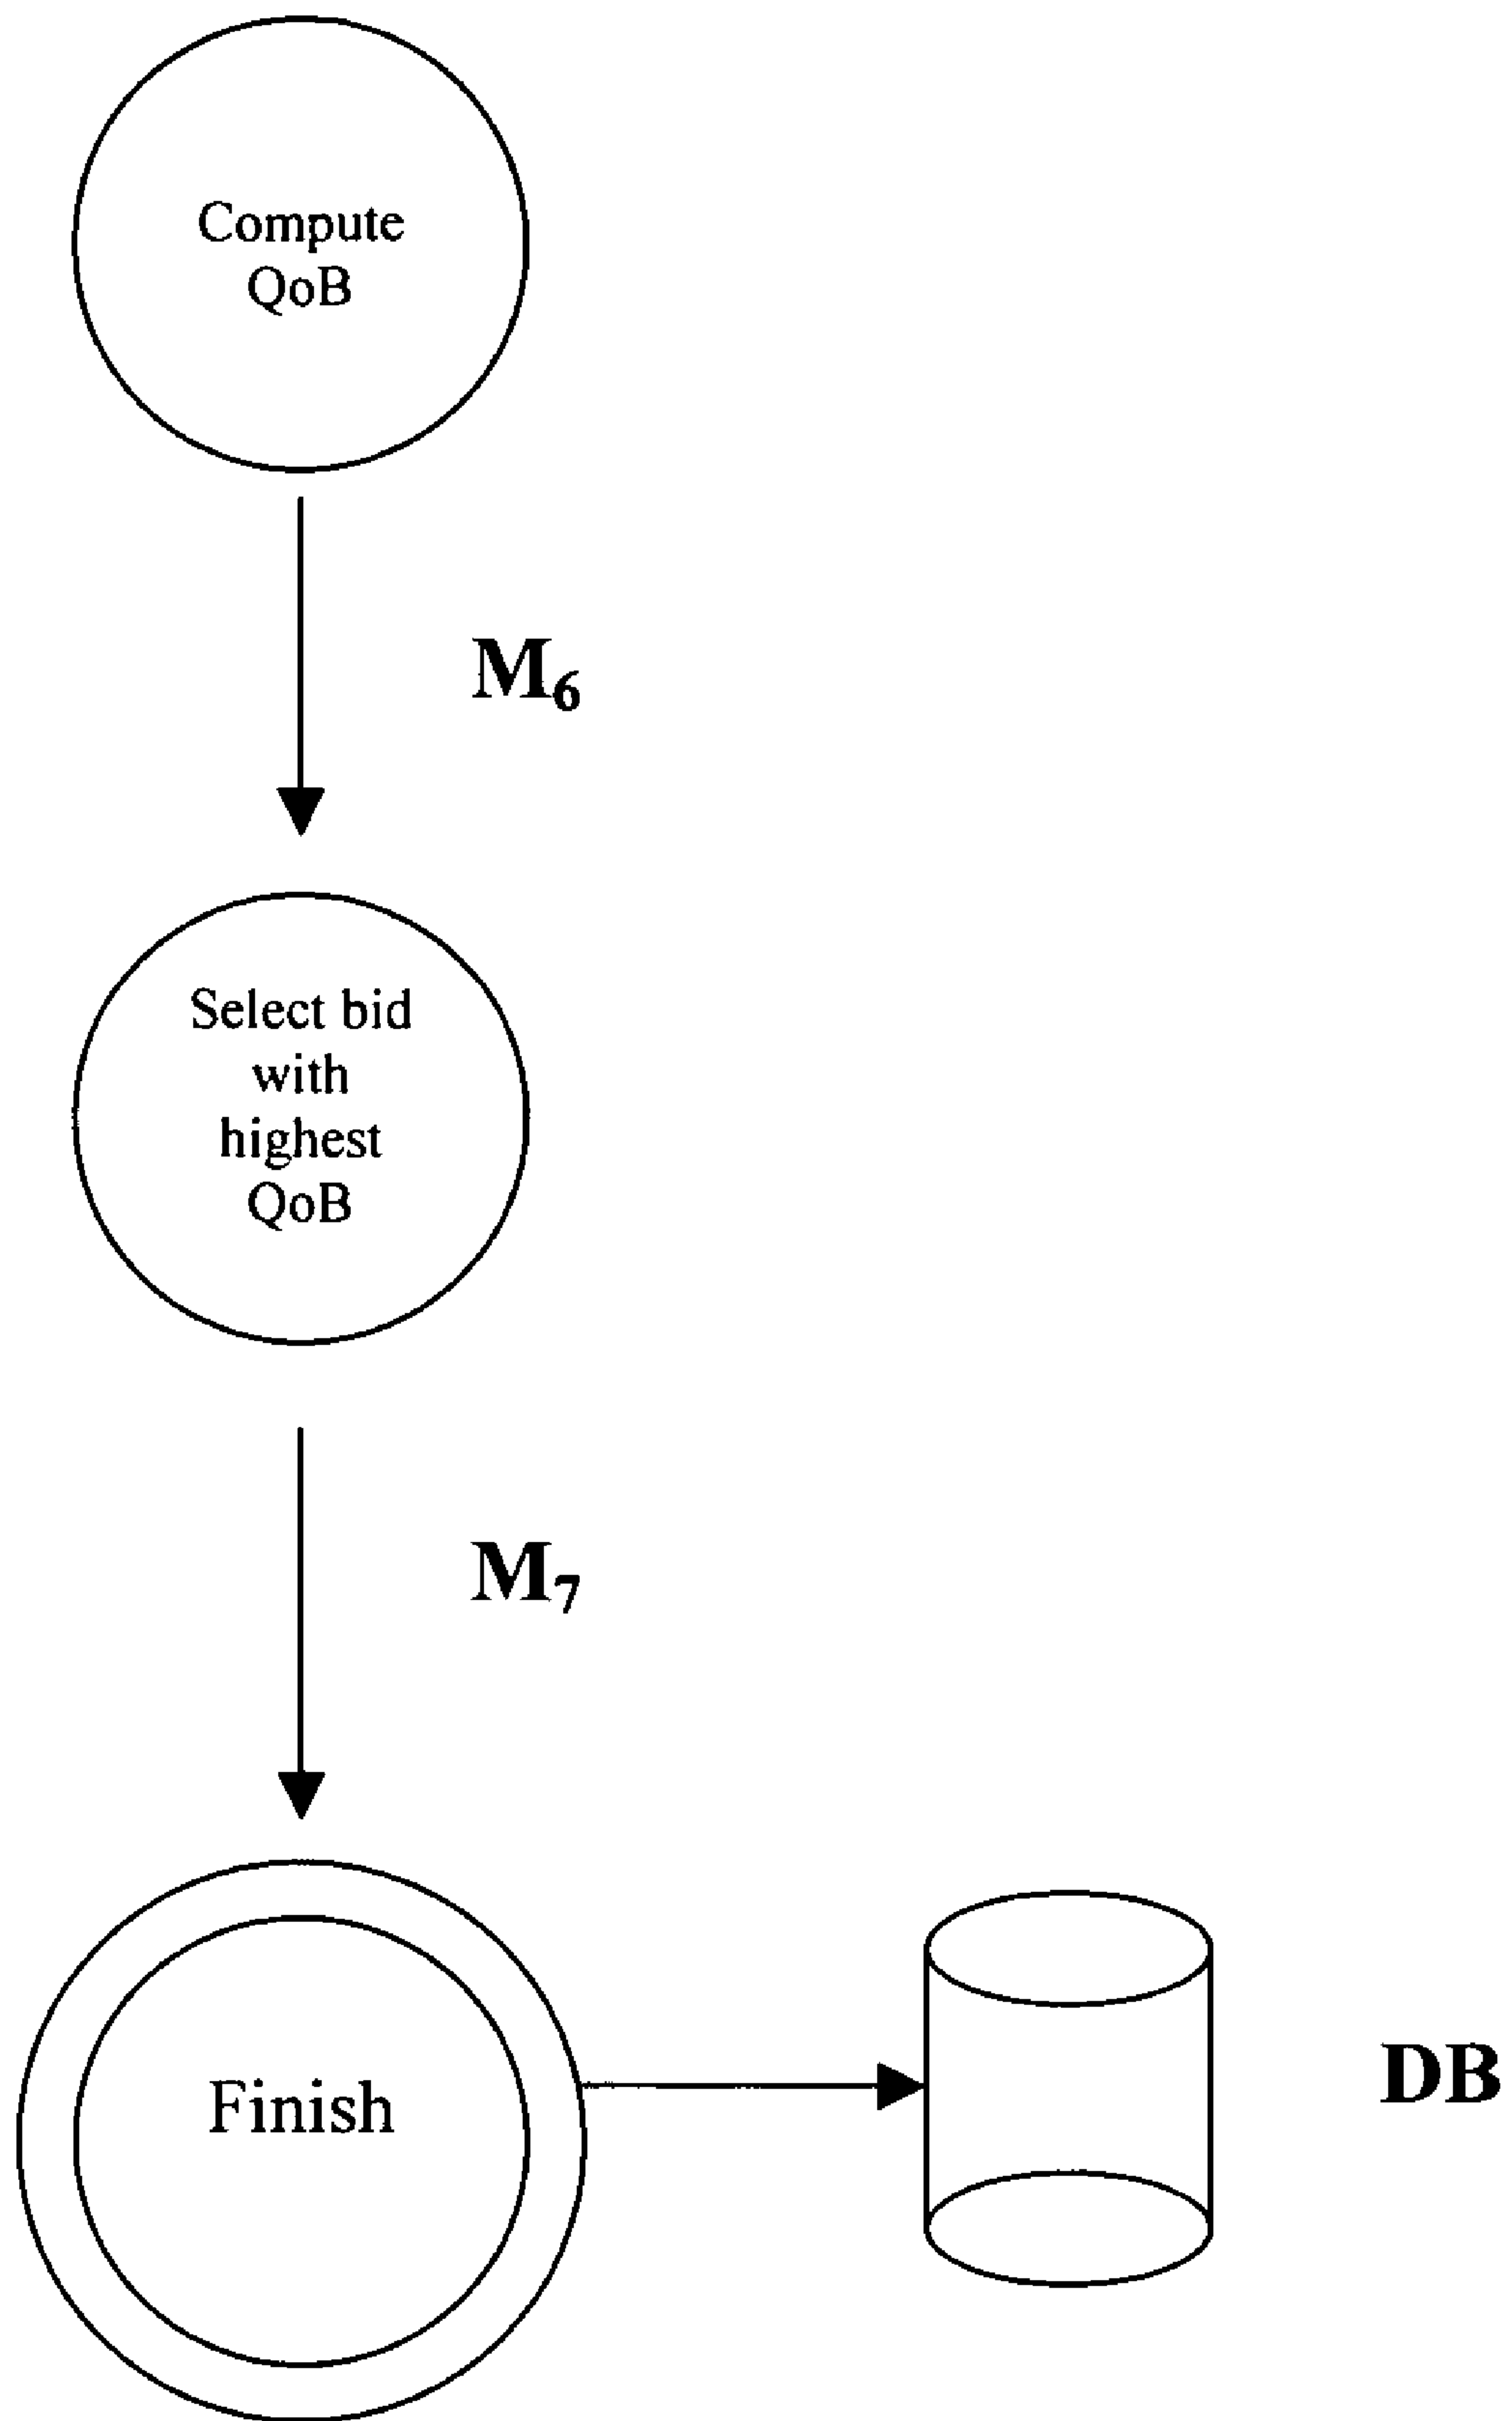 Compute
QoB
M₆
Select bid
with
highest
QoB
M₇
Finish
DB